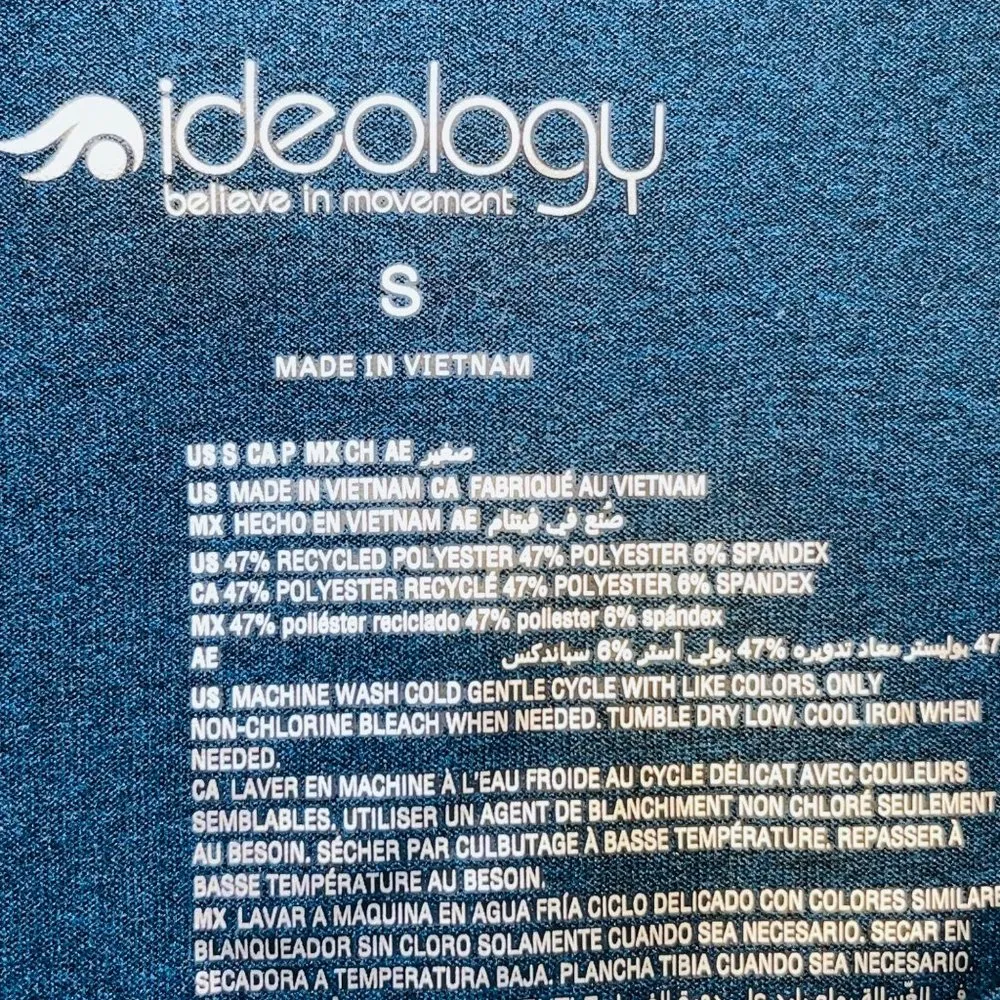 ideology
believe in movement
S
MADE IN VIETNAM
US S CA P MX CH AE صغير
US MADE IN VIETNAM CA FABRIQUÉ AU VIETNAM
MX HECHO EN VIETNAM AE صُنع في فيتنام
US 47% RECYCLED POLYESTER 47% POLYESTER 6% SPANDEX
CA 47% POLYESTER RECYCLÉ 47% POLYESTER 6% SPANDEX
MX 47% poliéster reciclado 47% poliester 6% spándex
AE 47 بوليستر معاد تدويره 47% بولي أستر 6% سباندكس
US MACHINE WASH COLD GENTLE CYCLE WITH LIKE COLORS. ONLY
NON-CHLORINE BLEACH WHEN NEEDED. TUMBLE DRY LOW. COOL IRON WHEN
NEEDED.
CA LAVER EN MACHINE À L'EAU FROIDE AU CYCLE DÉLICAT AVEC COULEURS
SEMBLABLES. UTILISER UN AGENT DE BLANCHIMENT NON CHLORÉ SEULEMENT
AU BESOIN. SÉCHER PAR CULBUTAGE À BASSE TEMPÉRATURE. REPASSER À
BASSE TEMPÉRATURE AU BESOIN.
MX LAVAR A MÁQUINA EN AGUA FRÍA CICLO DELICADO CON COLORES SIMILARE
BLANQUEADOR SIN CLORO SOLAMENTE CUANDO SEA NECESARIO. SECAR EN
SECADORA A TEMPERATURA BAJA. PLANCHA TIBIA CUANDO SEA NECESARIO.